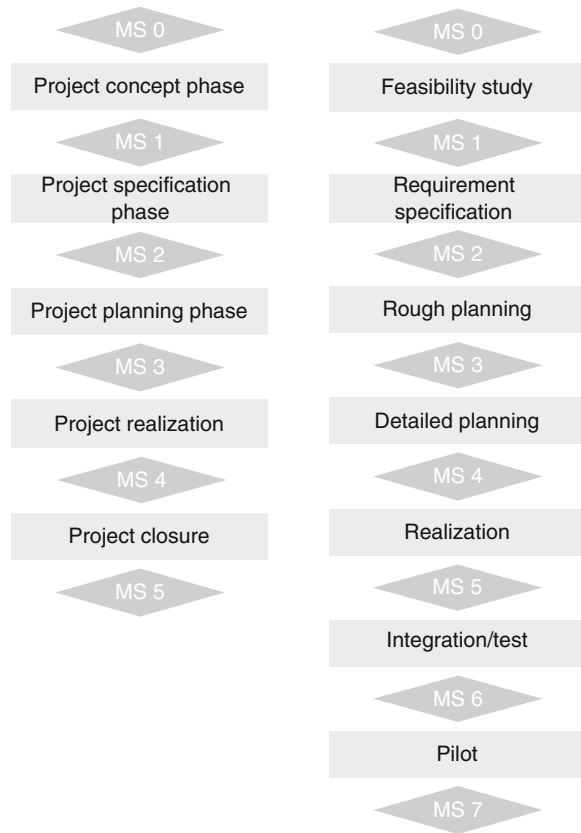 MS 0
Project concept phase
MS 1
Project specification
phase
MS 2
Project planning phase
MS 3
Project realization
MS 4
Project closure
MS 5
MS 0
Feasibility study
MS 1
Requirement
specification
MS 2
Rough planning
MS 3
Detailed planning
MS 4
Realization
MS 5
Integration/test
MS 6
Pilot
MS 7